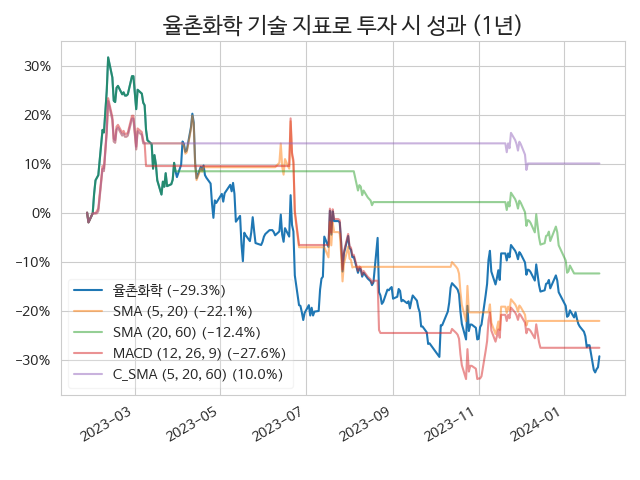 율촌화학 기술 지표로 투자 시 성과 (1년)
30%
20%
10%
0%
−10%
−20%
−30%
율촌화학 (−29.3%)
SMA (5, 20) (−22.1%)
SMA (20, 60) (−12.4%)
MACD (12, 26, 9) (−27.6%)
C_SMA (5, 20, 60) (10.0%)
2023−03
2023−05
2023−07
2023−09
2023−11
2024−01